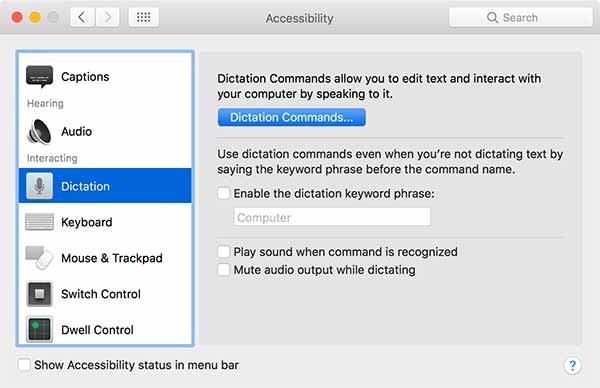 Accessibility
Search
Captions
Hearing
Audio
Interacting
Dictation
Keyboard
Mouse & Trackpad
Switch Control
Dwell Control
Dictation Commands allow you to edit text and interact with
your computer by speaking to it.
Dictation Commands...
Use dictation commands even when you're not dictating text by
saying the keyword phrase before the command name.
Enable the dictation keyword phrase:
Computer
Play sound when command is recognized
Mute audio output while dictating
Show Accessibility status in menu bar
?